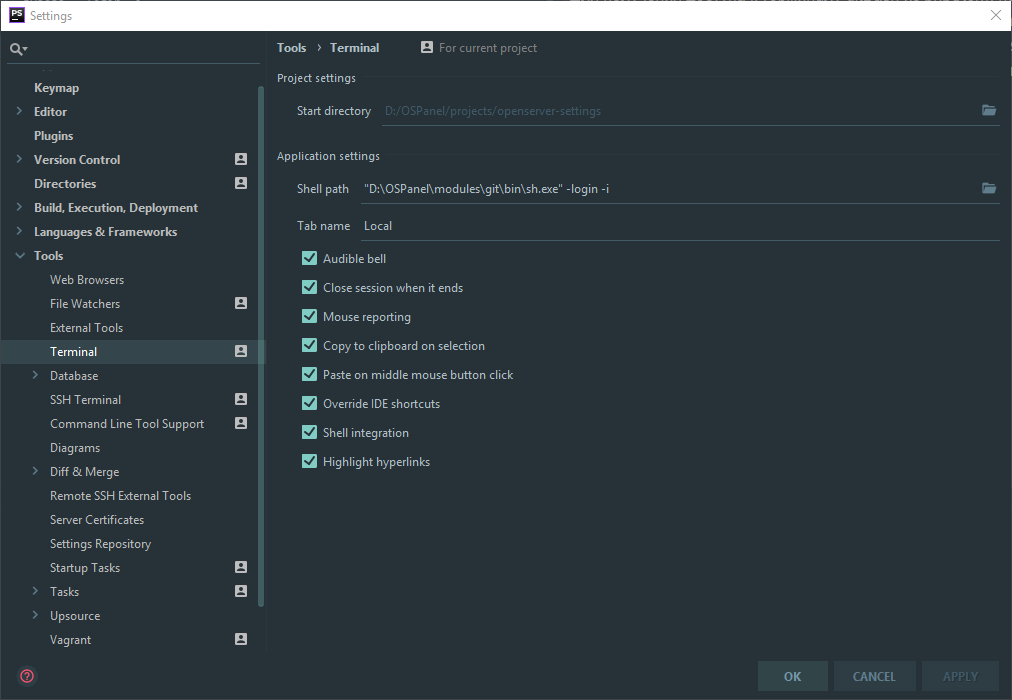 PS Settings
Keymap
Editor
Plugins
Version Control
Directories
Build, Execution, Deployment
Languages & Frameworks
Tools
Web Browsers
File Watchers
External Tools
Terminal
Database
SSH Terminal
Command Line Tool Support
Diagrams
Diff & Merge
Remote SSH External Tools
Server Certificates
Settings Repository
Startup Tasks
Tasks
Upsource
Vagrant
Tools › Terminal For current project
Project settings
Start directory D:/OSPanel/projects/openserver-settings
Application settings
Shell path "D:\OSPanel\modules\git\bin\sh.exe" -login -i
Tab name Local
Audible bell
Close session when it ends
Mouse reporting
Copy to clipboard on selection
Paste on middle mouse button click
Override IDE shortcuts
Shell integration
Highlight hyperlinks
?
OK CANCEL APPLY